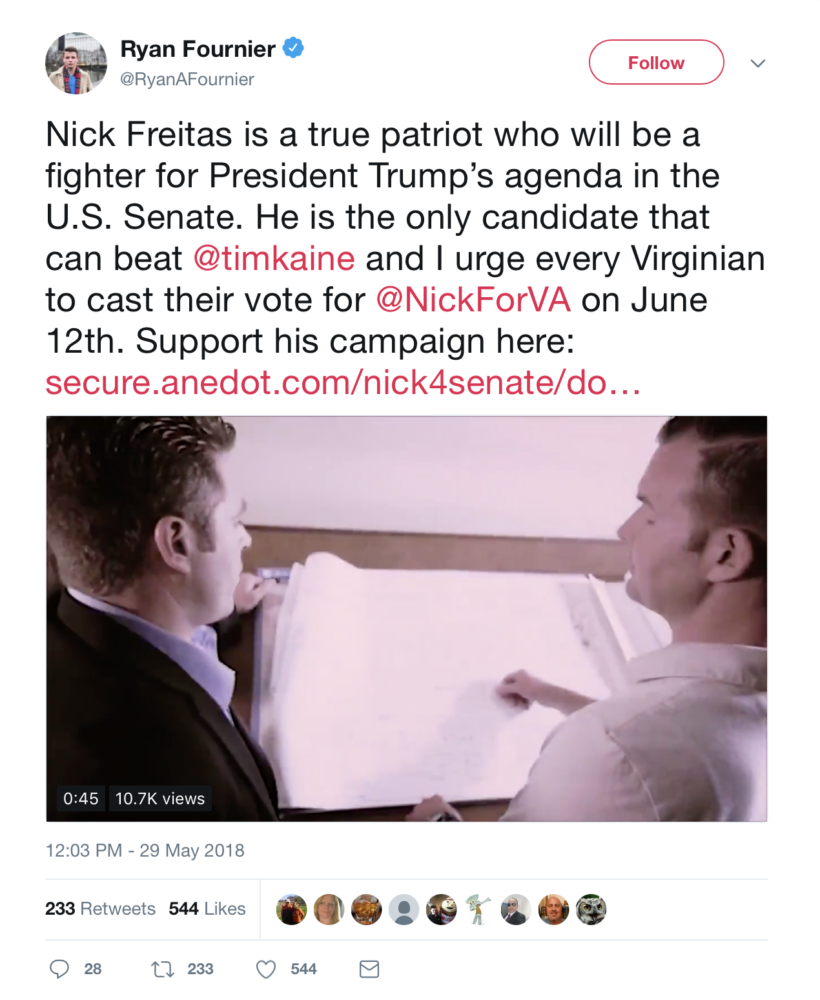 Ryan Fournier
@RyanAFournier
Follow
Nick Freitas is a true patriot who will be a
fighter for President Trump’s agenda in the
U.S. Senate. He is the only candidate that
can beat @timkaine and I urge every Virginian
to cast their vote for @NickForVA on June
12th. Support his campaign here:
secure.anedot.com/nick4senate/do…
0:45 10.7K views
12:03 PM - 29 May 2018
233 Retweets 544 Likes
28 233 544